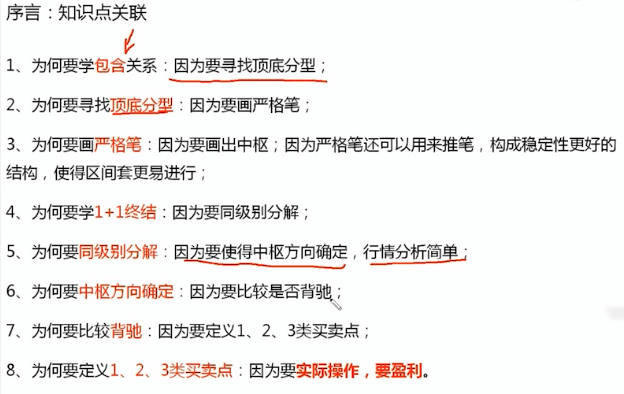 序言：知识点关联
1、为何要学包含关系：因为要寻找顶底分型；
2、为何要寻找顶底分型：因为要画严格笔；
3、为何要画严格笔：因为要画出中枢；因为严格笔还可以用来推笔，构成稳定性更好的
结构，使得区间套更易进行；
4、为何要学1+1终结：因为要同级别分解；
5、为何要同级别分解：因为要使得中枢方向确定，行情分析简单；
6、为何要中枢方向确定：因为要比较是否背驰；
7、为何要比较背驰：因为要定义1、2、3类买卖点；
8、为何要定义1、2、3类买卖点：因为要实际操作，要盈利。